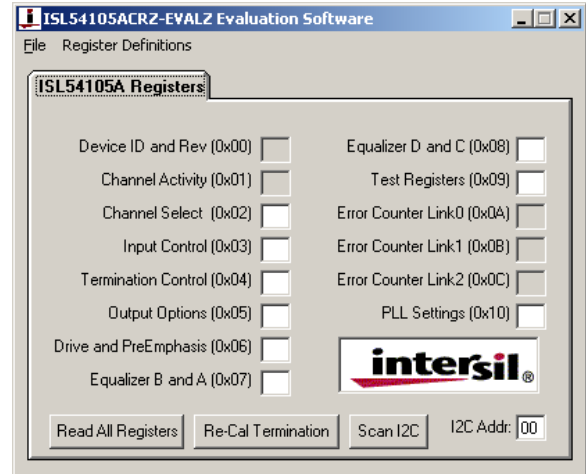 ISL54105ACRZ-EVALZ Evaluation Software
File Register Definitions
ISL54105A Registers
Device ID and Rev (0x00)
Channel Activity (0x01)
Channel Select (0x02)
Input Control (0x03)
Termination Control (0x04)
Output Options (0x05)
Drive and PreEmphasis (0x06)
Equalizer B and A (0x07)
Equalizer D and C (0x08)
Test Registers (0x09)
Error Counter Link0 (0x0A)
Error Counter Link1 (0x0B)
Error Counter Link2 (0x0C)
PLL Settings (0x10)
intersil®
Read All Registers Re-Cal Termination Scan I2C I2C Addr: 00